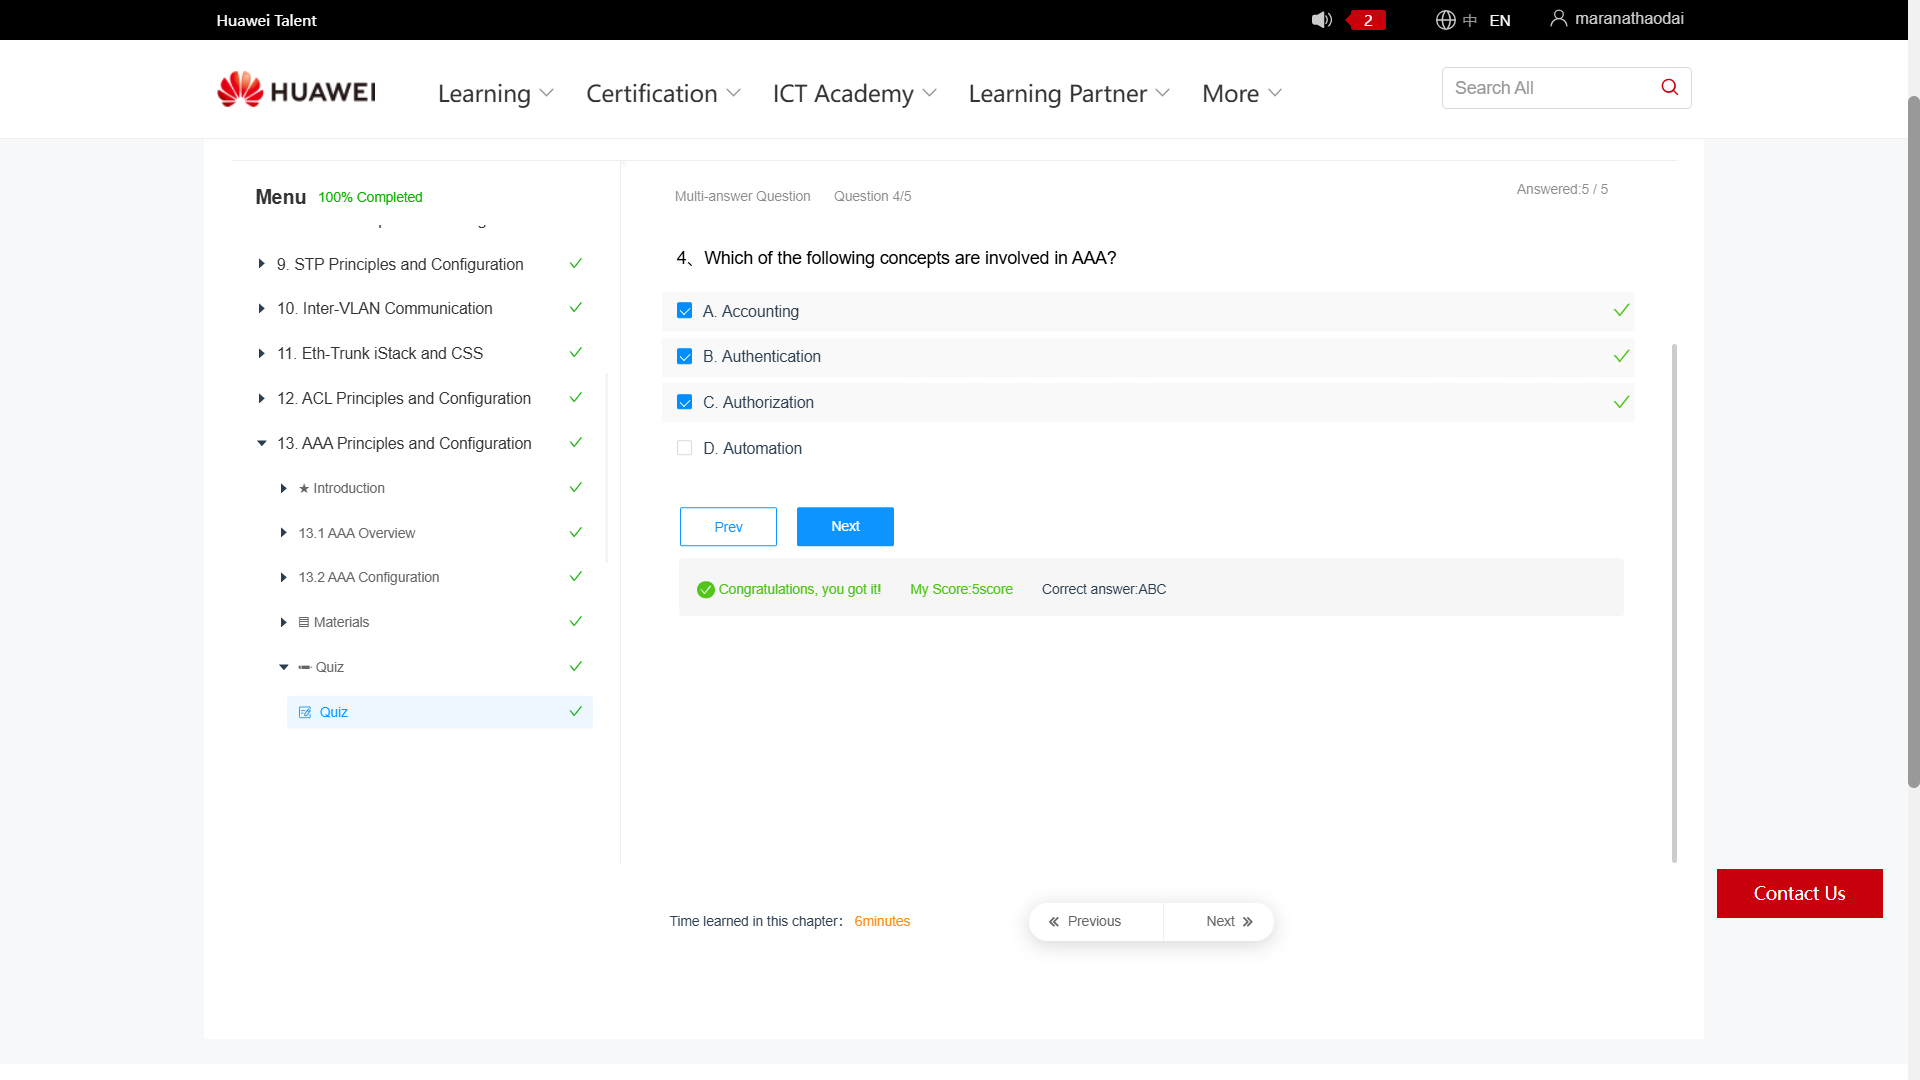 Huawei Talent
2
中 EN
maranathaodai
HUAWEI
Learning
Certification
ICT Academy
Learning Partner
More
Search All
Menu 100% Completed
9. STP Principles and Configuration
10. Inter-VLAN Communication
11. Eth-Trunk iStack and CSS
12. ACL Principles and Configuration
13. AAA Principles and Configuration
★ Introduction
13.1 AAA Overview
13.2 AAA Configuration
Materials
Quiz
Quiz
Multi-answer Question Question 4/5
Answered:5 / 5
4、Which of the following concepts are involved in AAA?
A. Accounting
B. Authentication
C. Authorization
D. Automation
Prev
Next
Congratulations, you got it! My Score:5score Correct answer:ABC
Time learned in this chapter： 6minutes
« Previous
Next »
Contact Us